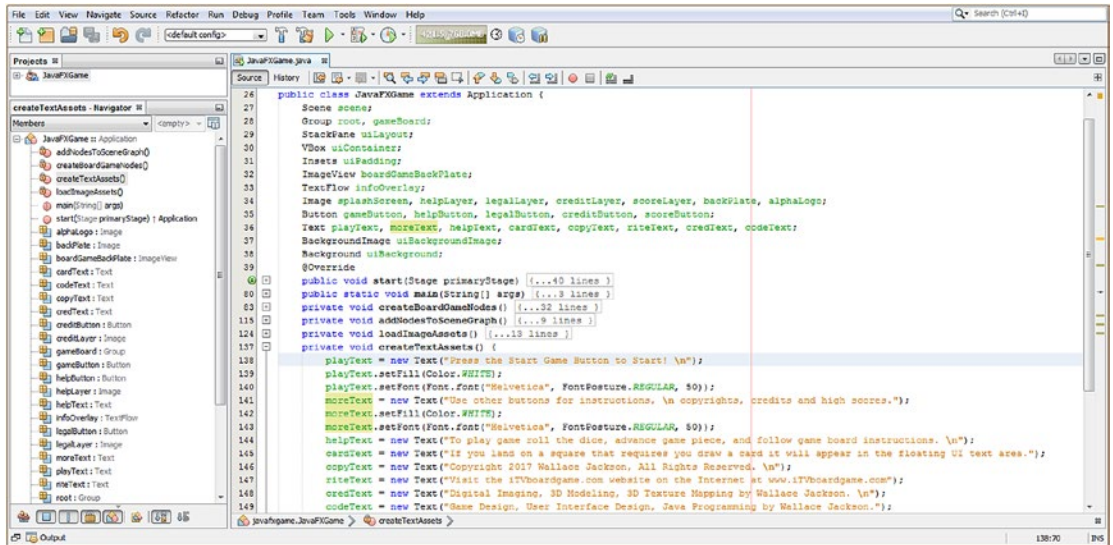 File Edit View Navigate Source Refactor Run Debug Profile Team Tools Window Help
Search (Ctrl+I)
<default config>
Projects
JavaFXGame
createTextAssets - Navigator
Members
<empty>
JavaFXGame :: Application
addNodesToSceneGraph()
createBoardGameNodes()
createTextAssets()
loadImageAssets()
main(String[] args)
start(Stage primaryStage) ↑ Application
alphaLogo : Image
backPlate : Image
boardGameBackPlate : ImageView
cardText : Text
codeText : Text
copyText : Text
credText : Text
creditButton : Button
creditLayer : Image
gameBoard : Group
gameButton : Button
helpButton : Button
helpLayer : Image
helpText : Text
infoOverlay : TextFlow
legalButton : Button
legalLayer : Image
moreText : Text
playText : Text
riteText : Text
root : Group
JavaFXGame.java
Source History
26 public class JavaFXGame extends Application {
27 Scene scene;
28 Group root, gameBoard;
29 StackPane uiLayout;
30 VBox uiContainer;
31 Insets uiPadding;
32 ImageView boardGameBackPlate;
33 TextFlow infoOverlay;
34 Image splashScreen, helpLayer, legalLayer, creditLayer, scoreLayer, backPlate, alphaLogo;
35 Button gameButton, helpButton, legalButton, creditButton, scoreButton;
36 Text playText, moreText, helpText, cardText, copyText, riteText, credText, codeText;
37 BackgroundImage uiBackgroundImage;
38 Background uiBackground;
39 @Override
public void start(Stage primaryStage) {...40 lines }
80 public static void main(String[] args) {...3 lines }
83 private void createBoardGameNodes() {...32 lines }
115 private void addNodesToSceneGraph() {...9 lines }
124 private void loadImageAssets() {...13 lines }
137 private void createTextAssets() {
138 playText = new Text("Press the Start Game Button to Start! \n");
139 playText.setFill(Color.WHITE);
140 playText.setFont(Font.font("Helvetica", FontPosture.REGULAR, 50));
141 moreText = new Text("Use other buttons for instructions, \n copyrights, credits and high scores.");
142 moreText.setFill(Color.WHITE);
143 moreText.setFont(Font.font("Helvetica", FontPosture.REGULAR, 50));
144 helpText = new Text("To play game roll the dice, advance game piece, and follow game board instructions. \n");
145 cardText = new Text("If you land on a square that requires you draw a card it will appear in the floating UI text area.");
146 copyText = new Text("Copyright 2017 Wallace Jackson, All Rights Reserved. \n");
147 riteText = new Text("Visit the iTVboardgame.com website on the Internet at www.iTVboardgame.com");
148 credText = new Text("Digital Imaging, 3D Modeling, 3D Texture Mapping by Wallace Jackson. \n");
149 codeText = new Text("Game Design, User Interface Design, Java Programming by Wallace Jackson.");
javafxgame.JavaFXGame createTextAssets
Output
138:70 INS